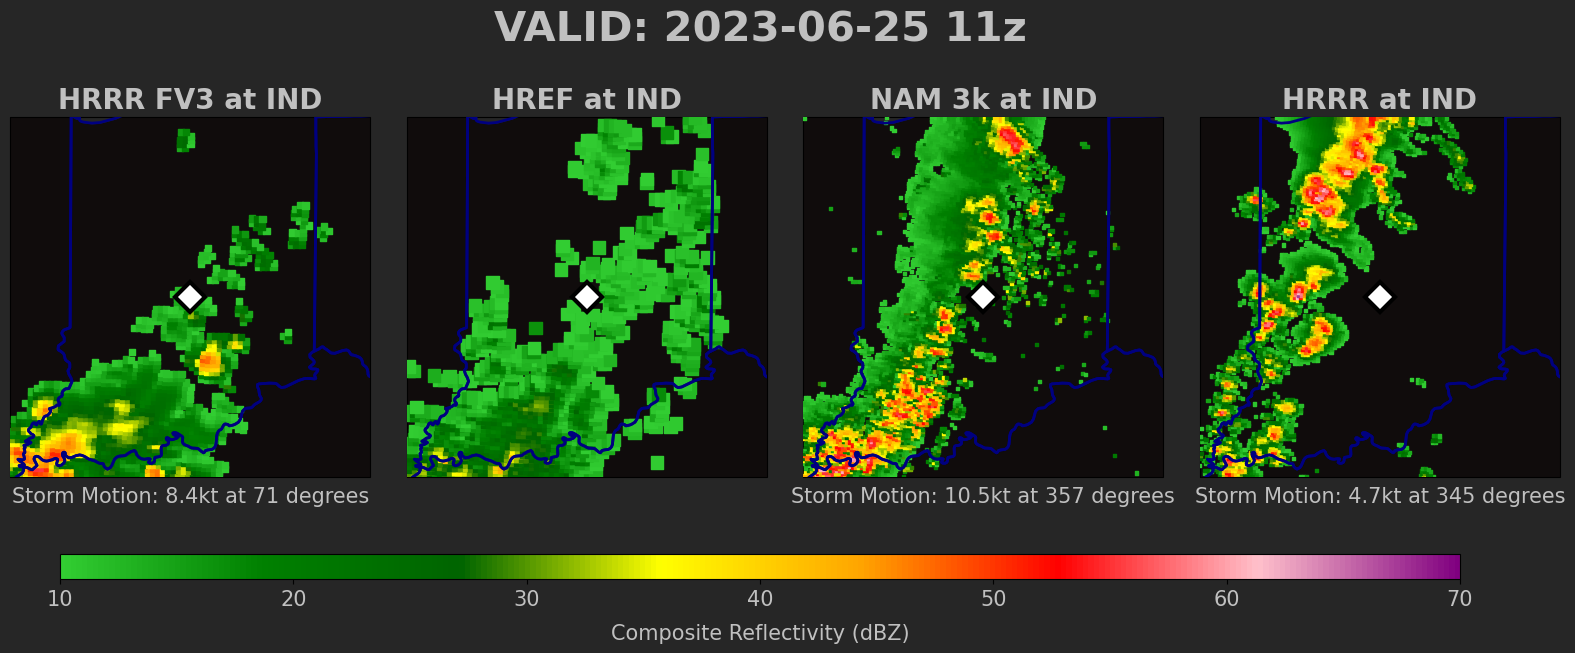 VALID: 2023-06-25 11z
HRRR FV3 at IND
HREF at IND
NAM 3k at IND
HRRR at IND
Storm Motion: 8.4kt at 71 degrees
Storm Motion: 10.5kt at 357 degrees
Storm Motion: 4.7kt at 345 degrees
10 20 30 40 50 60 70
Composite Reflectivity (dBZ)